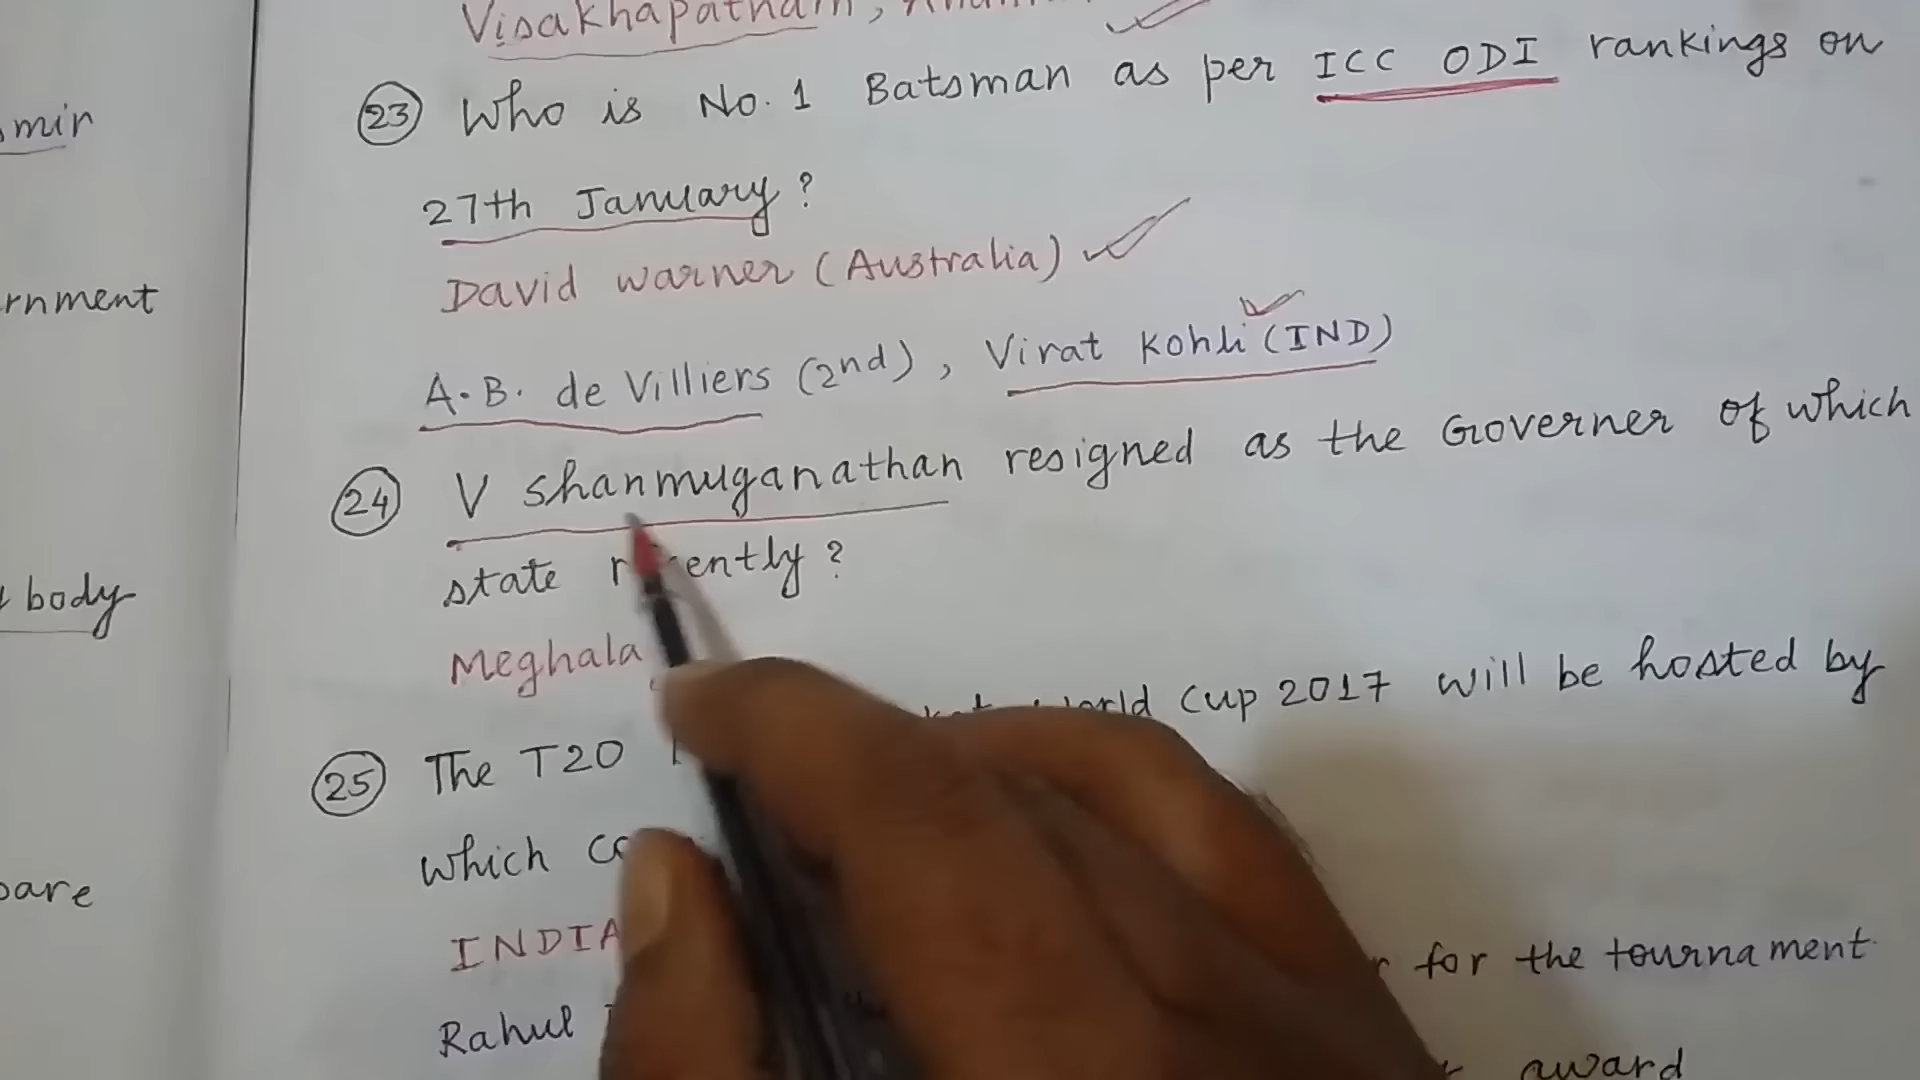 Visakhapatnam,
23 Who is No. 1 Batsman as per ICC ODI rankings on
27th January?
David Warner (Australia)
A.B. de Villiers (2nd), Virat Kohli (IND)
24 V Shanmuganathan resigned as the Governer of which
state recently?
Meghala
25 The T20 World Cup 2017 will be hosted by
which
INDIA
for the tournament
Rahul
award
mir
rnment
body